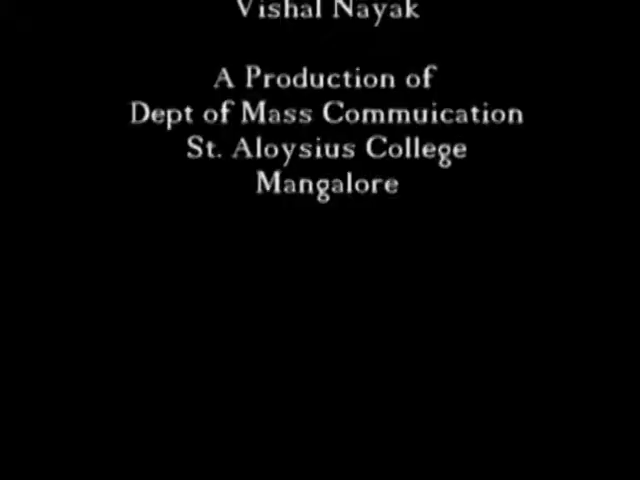 Vishal Nayak
A Production of
Dept of Mass Commuication
St. Aloysius College
Mangalore